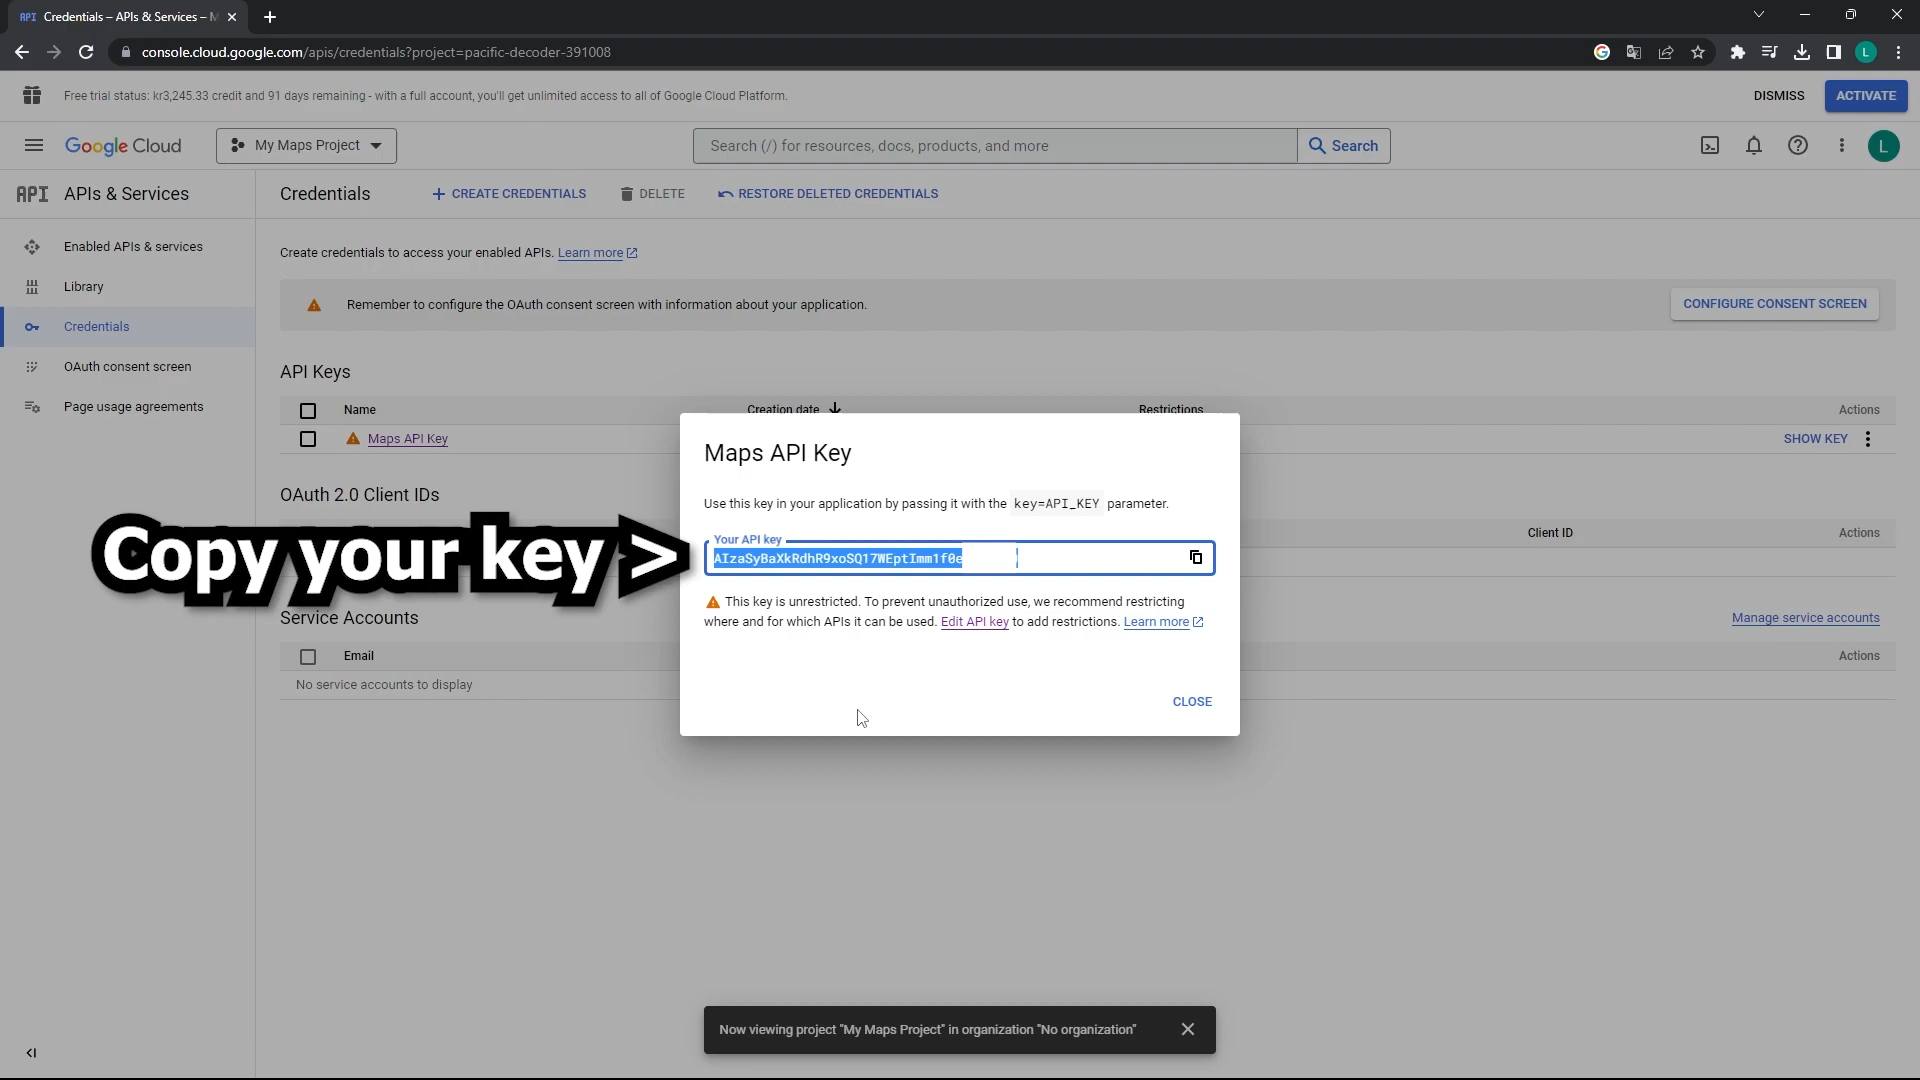 API Credentials – APIs & Services – M
console.cloud.google.com/apis/credentials?project=pacific-decoder-391008
L
Free trial status: kr3,245.33 credit and 91 days remaining - with a full account, you'll get unlimited access to all of Google Cloud Platform.
DISMISS
ACTIVATE
Google Cloud
My Maps Project
Search (/) for resources, docs, products, and more
Search
L
API APIs & Services
Credentials
CREATE CREDENTIALS
DELETE
RESTORE DELETED CREDENTIALS
Enabled APIs & services
Library
Credentials
OAuth consent screen
Page usage agreements
Create credentials to access your enabled APIs. Learn more
Remember to configure the OAuth consent screen with information about your application.
CONFIGURE CONSENT SCREEN
API Keys
Name
Creation date
Restrictions
Actions
Maps API Key
SHOW KEY
OAuth 2.0 Client IDs
Client ID
Actions
Copy your key >
Maps API Key
Use this key in your application by passing it with the key=API_KEY parameter.
Your API key
AIzaSyBaXkRdhR9xoSQ17WEptImm1f0e
This key is unrestricted. To prevent unauthorized use, we recommend restricting
where and for which APIs it can be used. Edit API key to add restrictions. Learn more
CLOSE
Service Accounts
Manage service accounts
Email
Actions
No service accounts to display
Now viewing project "My Maps Project" in organization "No organization"